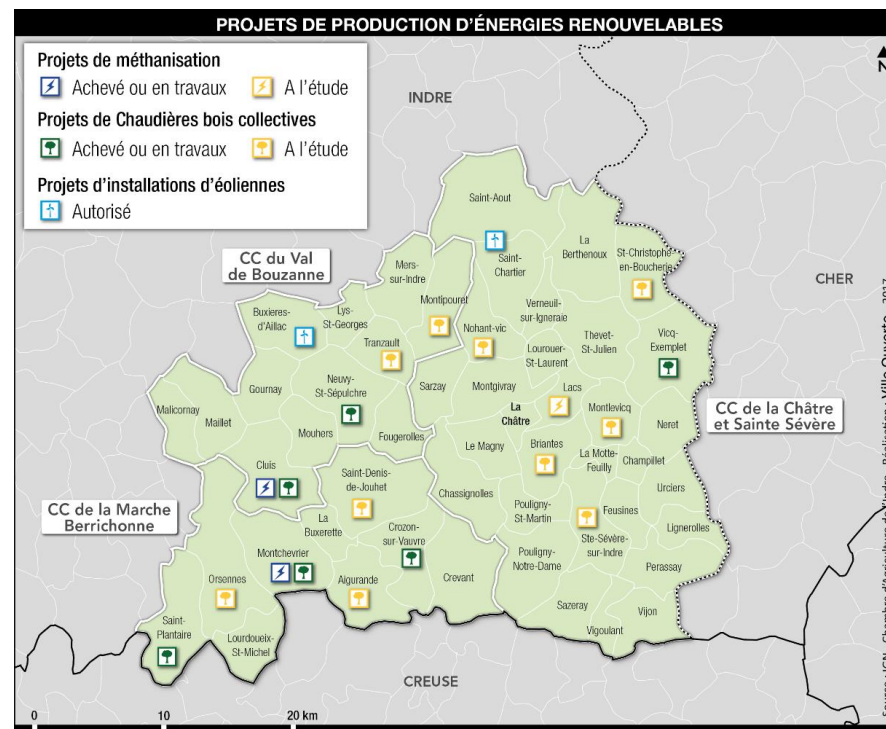 PROJETS DE PRODUCTION D'ÉNERGIES RENOUVELABLES
Projets de méthanisation
Achevé ou en travaux
A l'étude
Projets de Chaudières bois collectives
Achevé ou en travaux
A l'étude
Projets d'installations d'éoliennes
Autorisé
N
INDRE
CHER
CREUSE
CC du Val
de Bouzanne
CC de la Marche
Berrichonne
CC de la Châtre
et Sainte Sévère
Saint-Aout
La
Berthenoux
St-Christophe-
en-Boucherie
Saint-
Chartier
Mers-
sur-Indre
Montipouret
Verneuil-
sur-Igneraie
Buxieres-
d'Aillac
Lys-
St-Georges
Tranzault
Nohant-vic
Lourouer-
St-Laurent
Thevet-
St-Julien
Vicq-
Exemplet
Gournay
Neuvy-
St-Sépulchre
Sarzay
Montgivray
Lacs
Malicornay
Maillet
Mouhers
Fougerolles
La
Châtre
Montlevicq
Neret
Le Magny
Briantes
La Motte-
Feuilly
Champillet
Cluis
Saint-Denis-
de-Jouhet
Chassignolles
Urciers
Pouligny-
St-Martin
Feusines
Lignerolles
La
Buxerette
Crozon-
sur-Vauvre
Ste-Sévère-
sur-Indre
Montchevrier
Pouligny-
Notre-Dame
Perassay
Orsennes
Aigurande
Crevant
Sazeray
Vijon
Vigoulant
Saint-
Plantaire
Lourdoueix-
St-Michel
0
10
20 km